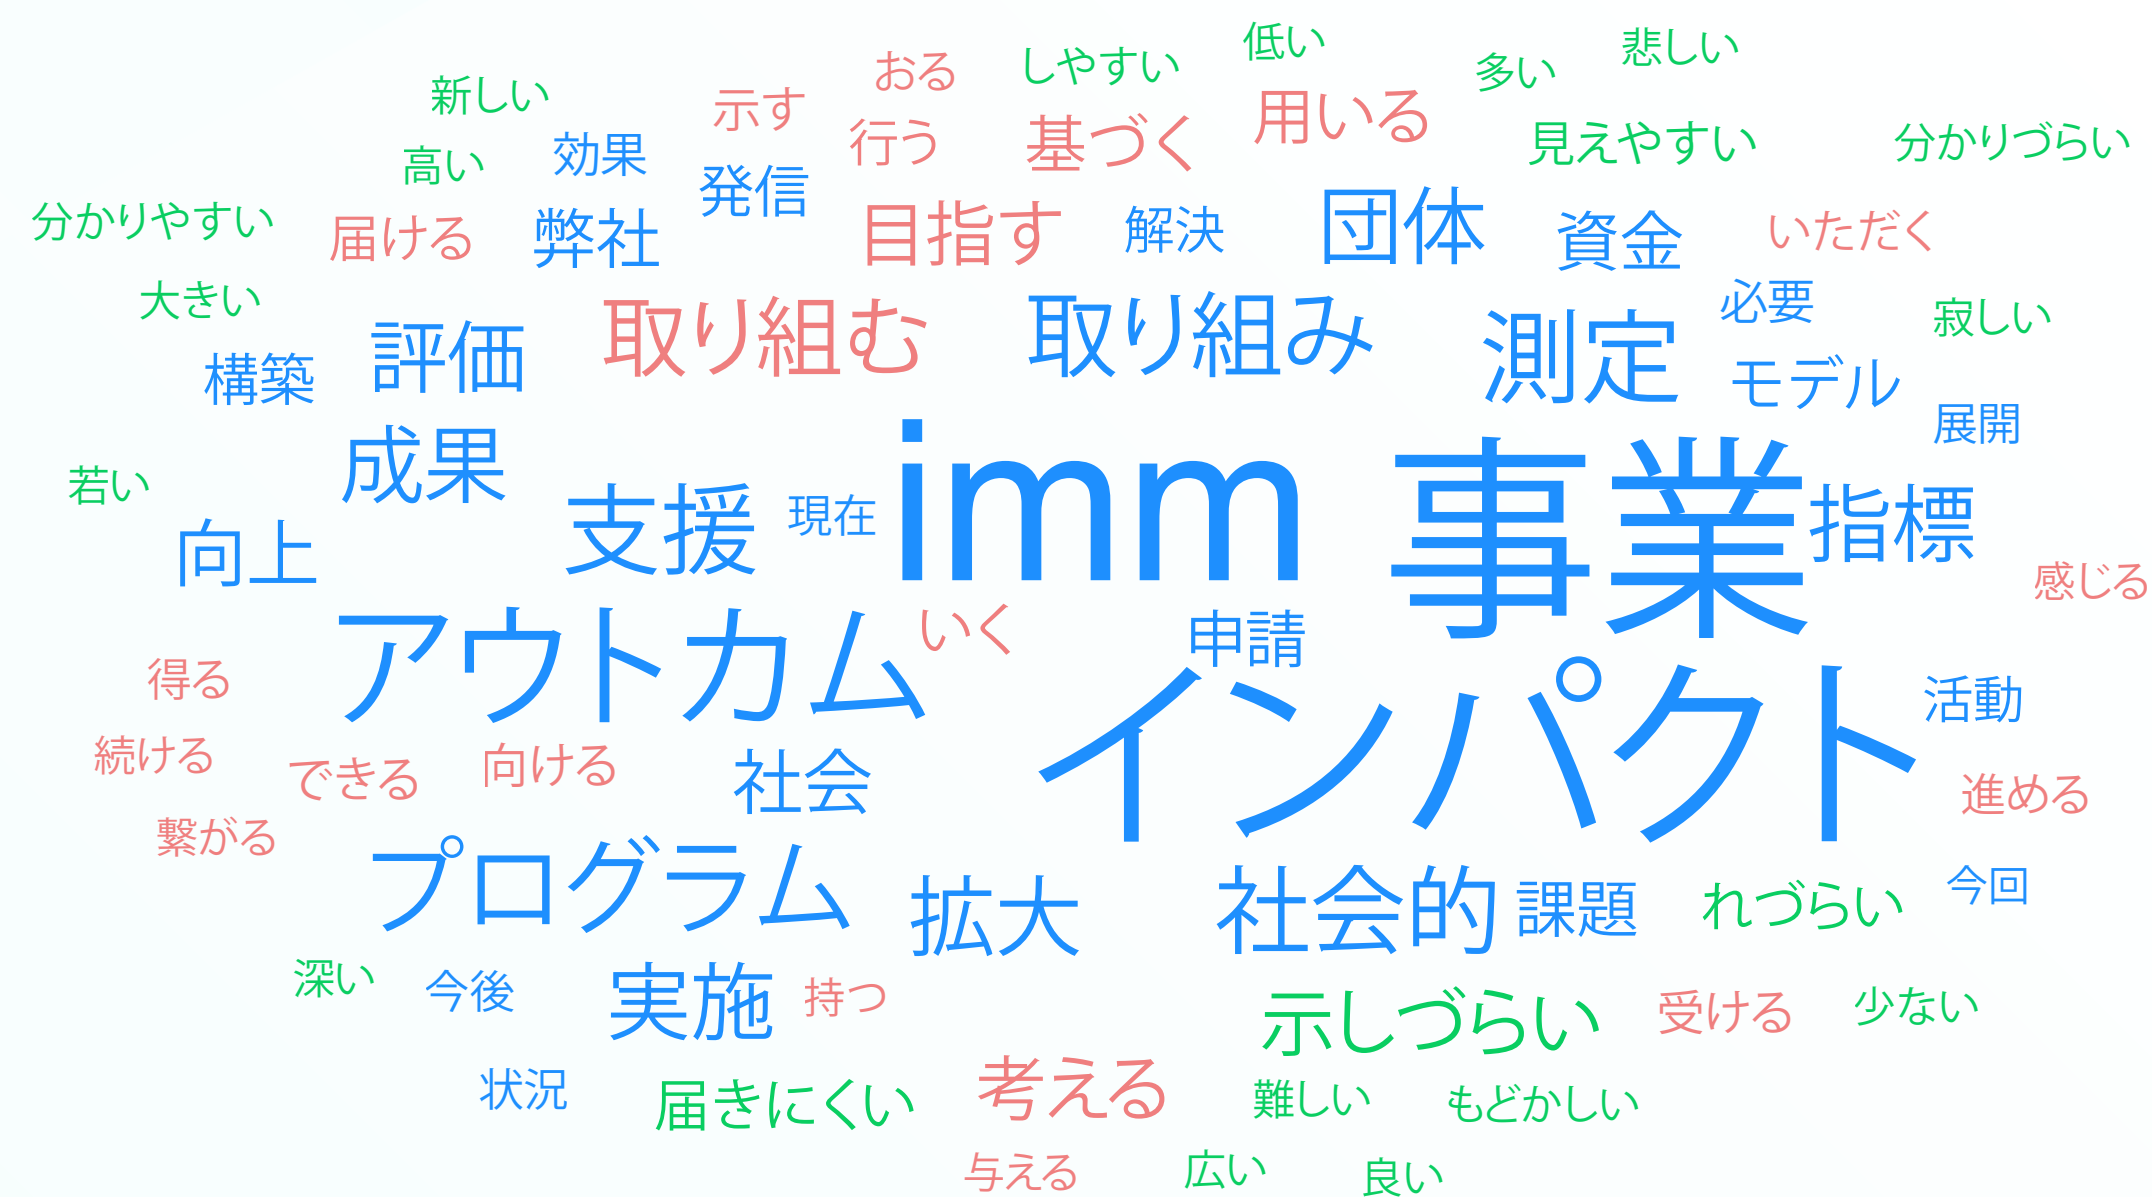 低い
悲しい
おる
しやすい
多い
新しい
示す
用いる
行う
基づく
見えやすい
分かりづらい
高い
効果
発信
分かりやすい
届ける
弊社
目指す
解決
団体
資金
いただく
大きい
取り組む
取り組み
必要
寂しい
構築
評価
測定
モデル
展開
成果
imm
事業
若い
支援
現在
指標
向上
感じる
アウトカム
いく
申請
インパクト
得る
活動
続ける
できる
向ける
社会
進める
繋がる
プログラム
拡大
社会的
課題
れづらい
今回
深い
今後
実施
持つ
示しづらい
受ける
少ない
状況
届きにくい
考える
難しい
もどかしい
与える
広い
良い